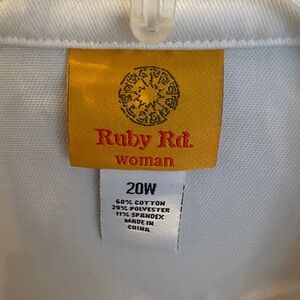 Ruby Rd.
woman
20W
60% COTTON
29% POLYESTER
11% SPANDEX
MADE IN
CHINA